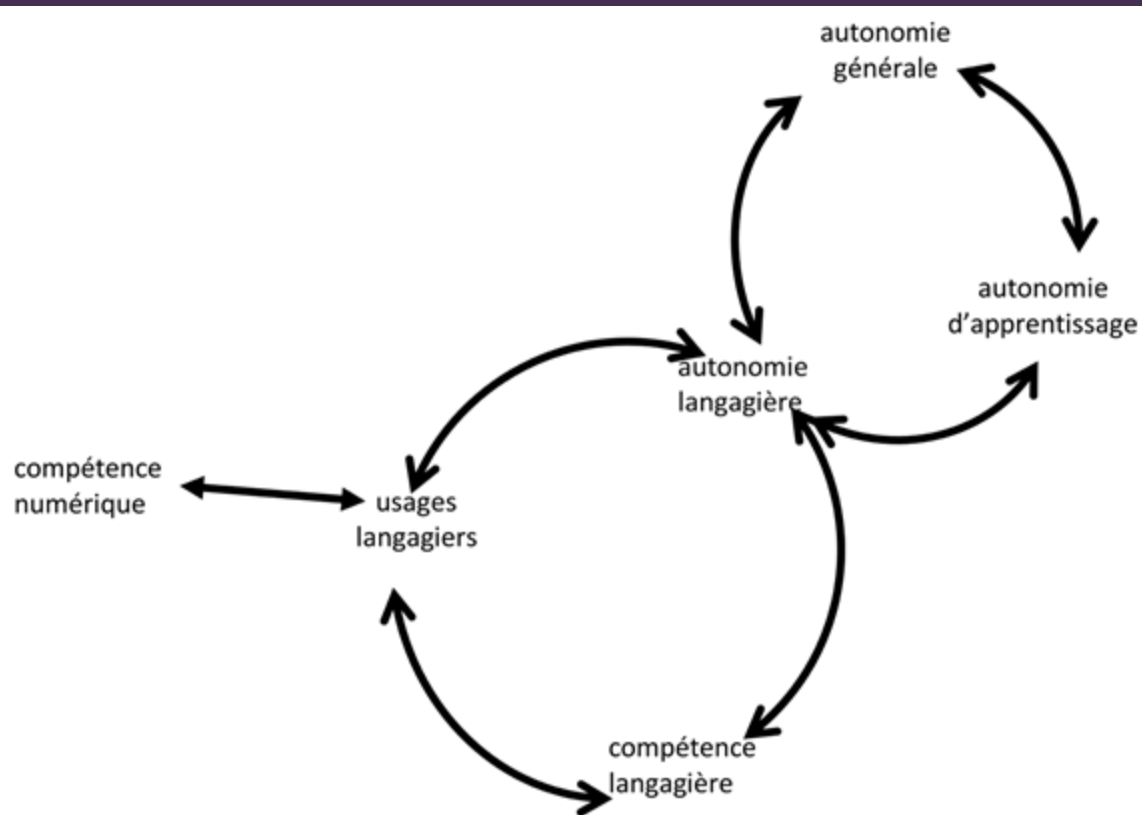 autonomie
générale
autonomie
d'apprentissage
autonomie
langagière
compétence
numérique
usages
langagiers
compétence
langagière